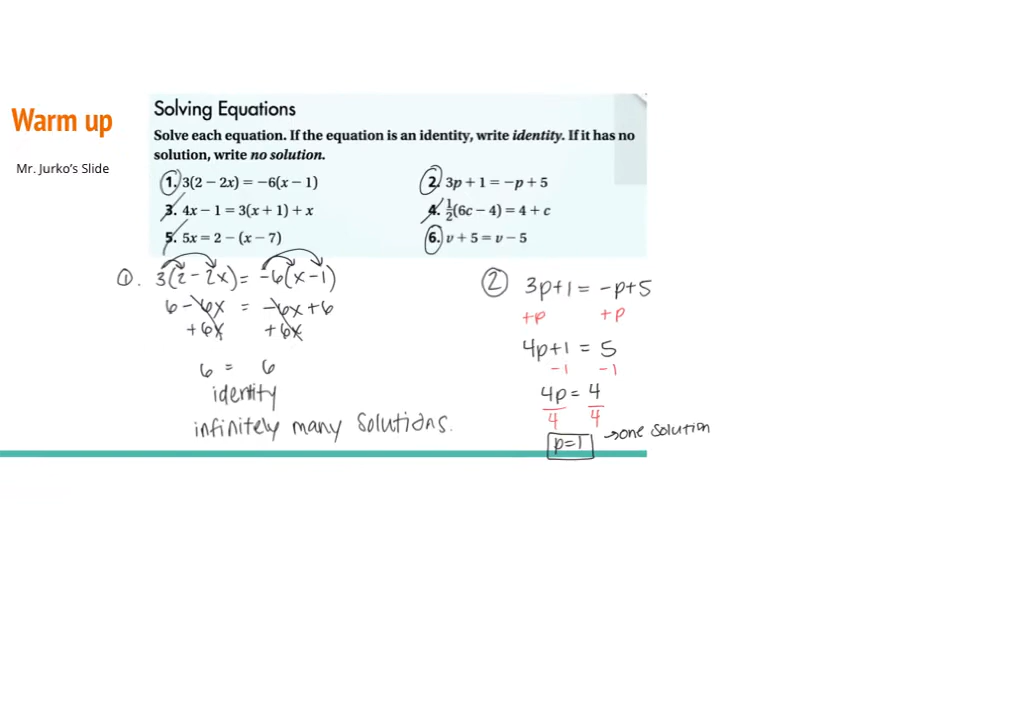 Warm up
Mr. Jurko's Slide
Solving Equations
Solve each equation. If the equation is an identity, write identity. If it has no
solution, write no solution.
1. 3(2 − 2x) = −6(x − 1)
2. 3p + 1 = −p + 5
3. 4x − 1 = 3(x + 1) + x
4. 1/2(6c − 4) = 4 + c
5. 5x = 2 − (x − 7)
6. v + 5 = v − 5
①. 3(2 − 2x) = −6(x − 1)
6 − 6x = −6x + 6
+6x +6x
6 = 6
identity
infinitely many solutions.
② 3p+1 = −p+5
+p +p
4p+1 = 5
−1 −1
4p = 4
4 4
p=1 →one solution